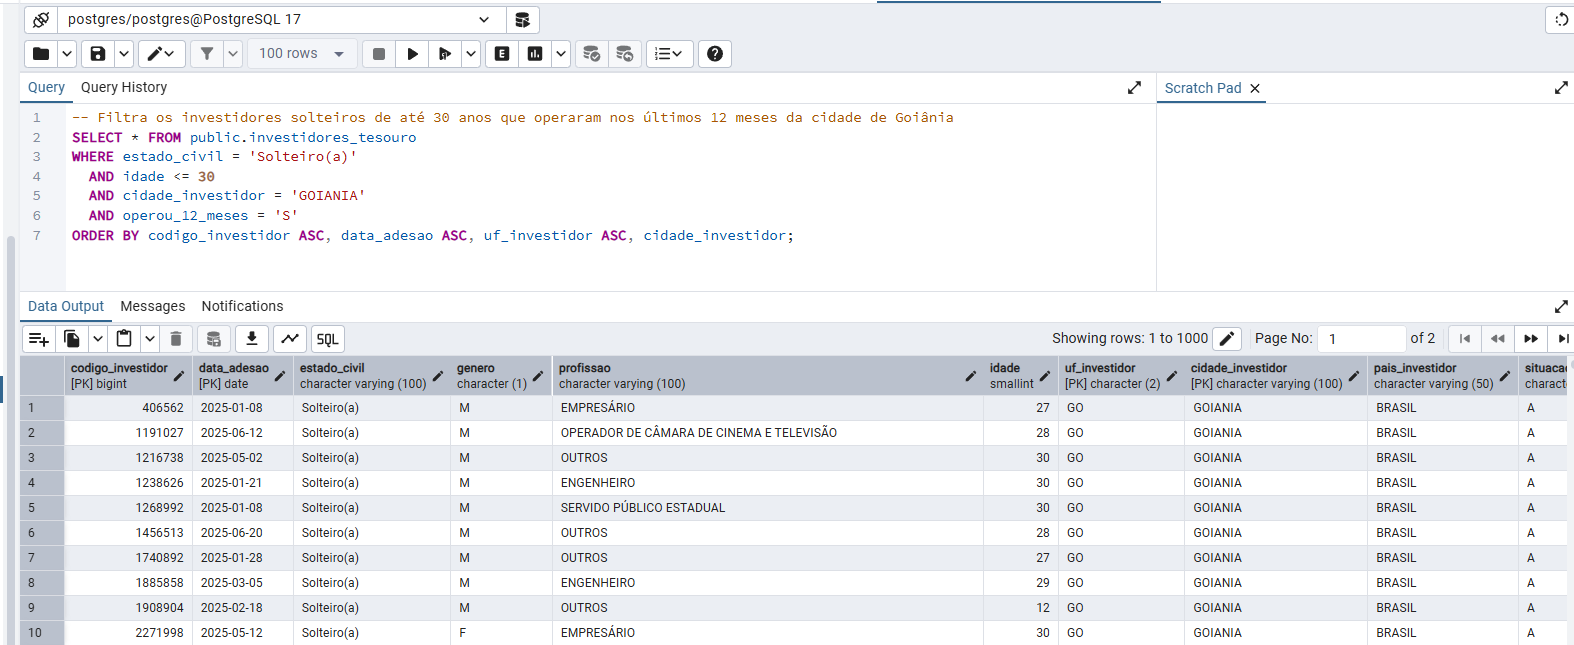 postgres/postgres@PostgreSQL 17
100 rows
E
Query Query History
Scratch Pad
1 -- Filtra os investidores solteiros de até 30 anos que operaram nos últimos 12 meses da cidade de Goiânia
2 SELECT * FROM public.investidores_tesouro
3 WHERE estado_civil = 'Solteiro(a)'
4 AND idade <= 30
5 AND cidade_investidor = 'GOIANIA'
6 AND operou_12_meses = 'S'
7 ORDER BY codigo_investidor ASC, data_adesao ASC, uf_investidor ASC, cidade_investidor;
Data Output Messages Notifications
SQL Showing rows: 1 to 1000 Page No: 1 of 2
codigo_investidor data_adesao estado_civil genero profissao idade uf_investidor cidade_investidor pais_investidor situaca
[PK] bigint [PK] date character varying (100) character (1) character varying (100) smallint [PK] character (2) [PK] character varying (100) character varying (50) charact
1 406562 2025-01-08 Solteiro(a) M EMPRESÁRIO 27 GO GOIANIA BRASIL A
2 1191027 2025-06-12 Solteiro(a) M OPERADOR DE CÂMARA DE CINEMA E TELEVISÃO 28 GO GOIANIA BRASIL A
3 1216738 2025-05-02 Solteiro(a) M OUTROS 30 GO GOIANIA BRASIL A
4 1238626 2025-01-21 Solteiro(a) M ENGENHEIRO 30 GO GOIANIA BRASIL A
5 1268992 2025-01-08 Solteiro(a) M SERVIDO PÚBLICO ESTADUAL 30 GO GOIANIA BRASIL A
6 1456513 2025-06-20 Solteiro(a) M OUTROS 28 GO GOIANIA BRASIL A
7 1740892 2025-01-28 Solteiro(a) M OUTROS 27 GO GOIANIA BRASIL A
8 1885858 2025-03-05 Solteiro(a) M ENGENHEIRO 29 GO GOIANIA BRASIL A
9 1908904 2025-02-18 Solteiro(a) M OUTROS 12 GO GOIANIA BRASIL A
10 2271998 2025-05-12 Solteiro(a) F EMPRESÁRIO 30 GO GOIANIA BRASIL A